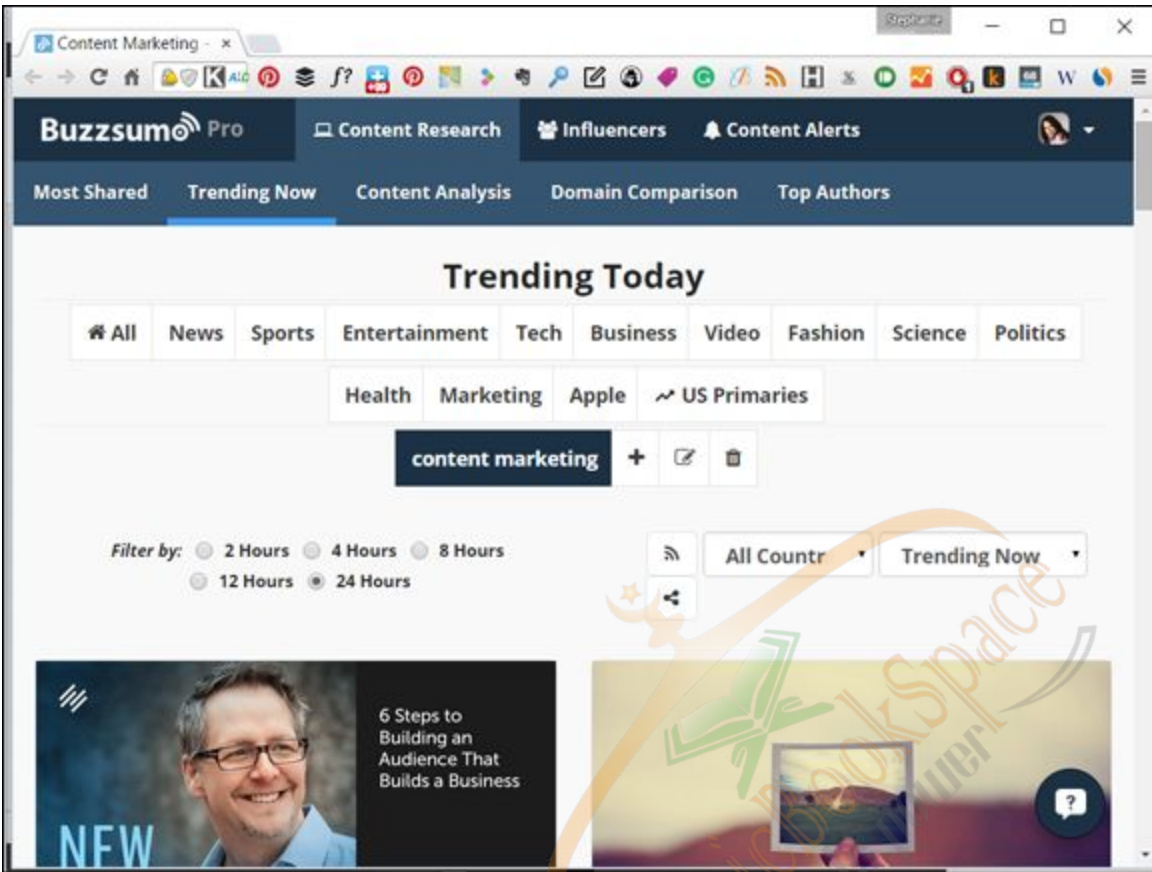 Stephanie
Content Marketing -
Buzzsumo Pro
Content Research
Influencers
Content Alerts
Most Shared
Trending Now
Content Analysis
Domain Comparison
Top Authors
Trending Today
All
News
Sports
Entertainment
Tech
Business
Video
Fashion
Science
Politics
Health
Marketing
Apple
US Primaries
content marketing
Filter by:
2 Hours
4 Hours
8 Hours
12 Hours
24 Hours
All Countr
Trending Now
6 Steps to
Building an
Audience That
Builds a Business
NEW